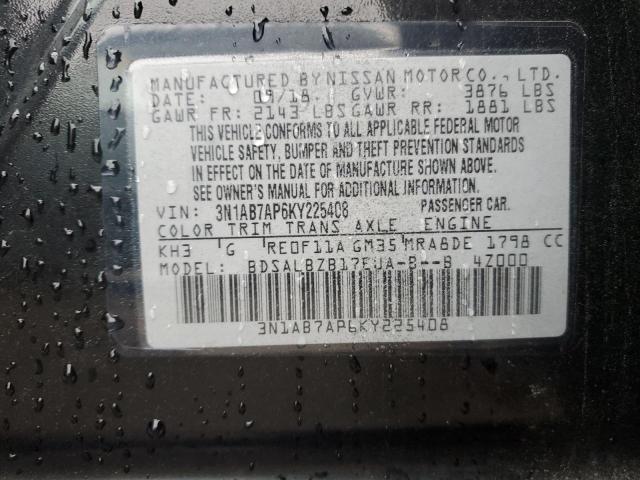 MANUFACTURED BY NISSAN MOTOR CO., LTD.
DATE: 09/18 GVWR: 3876 LBS
GAWR FR: 2143 LBS GAWR RR: 1881 LBS
THIS VEHICLE CONFORMS TO ALL APPLICABLE FEDERAL MOTOR
VEHICLE SAFETY, BUMPER AND THEFT PREVENTION STANDARDS
IN EFFECT ON THE DATE OF MANUFACTURE SHOWN ABOVE.
SEE OWNER'S MANUAL FOR ADDITIONAL INFORMATION.
VIN: 3N1AB7AP6KY225408 PASSENGER CAR.
COLOR TRIM TRANS AXLE ENGINE
KH3 G RE0F11A GM35 MRA8DE 1798 CC
MODEL: BDSALBZB17EUA-B--B 4Z000
3N1AB7AP6KY225408